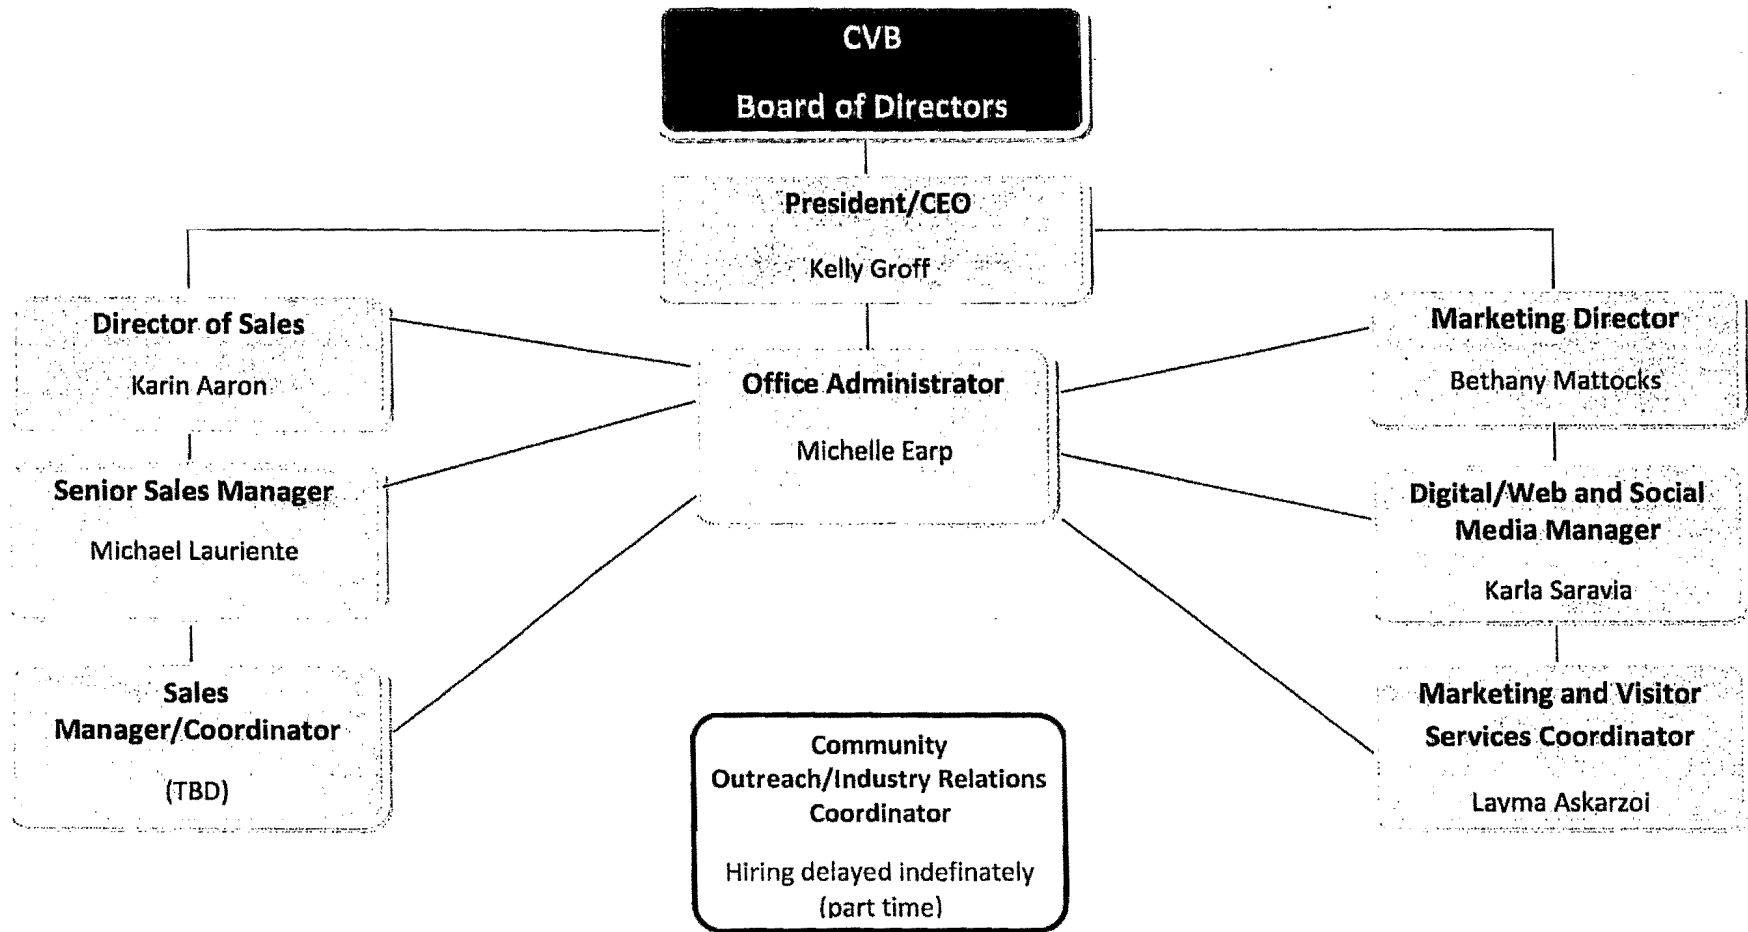 CVB
Board of Directors
President/CEO
Kelly Groff
Director of Sales
Karin Aaron
Office Administrator
Michelle Earp
Marketing Director
Bethany Mattocks
Senior Sales Manager
Michael Lauriente
Digital/Web and Social
Media Manager
Karla Saravia
Sales
Manager/Coordinator
(TBD)
Community
Outreach/Industry Relations
Coordinator
Hiring delayed indefinately
(part time)
Marketing and Visitor
Services Coordinator
Layma Askarzoi